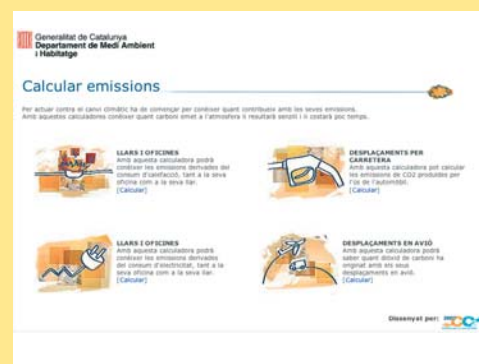 Generalitat de Catalunya
Departament de Medi Ambient
i Habitatge
Calcular emissions
Per actuar contra el canvi climàtic ha de començar per conèixer quant contribueix amb les seves emissions.
Amb aquestes calculadores conèixer quant carboni emet a l'atmosfera li resultarà senzill i li costarà poc temps.
LLARS I OFICINES
Amb aquesta calculadora podrà
conèixer les emissions derivades del
consum d'calefacció, tant a la seva
oficina com a la seva llar.
[Calcular]
DESPLAÇAMENTS PER
CARRETERA
Amb aquesta calculadora pot calcular
les emissions de CO2 produïdes per
l'ús de l'automòbil.
[Calcular]
LLARS I OFICINES
Amb aquesta calculadora podrà
conèixer les emissions derivades
del consum d'electricitat, tant a la
seva oficina com a la seva llar.
[Calcular]
DESPLAÇAMENTS EN AVIÓ
Amb aquesta calculadora podrà
saber quant diòxid de carboni ha
originat amb els seus
desplaçaments en avió.
[Calcular]
Dissenyat per: